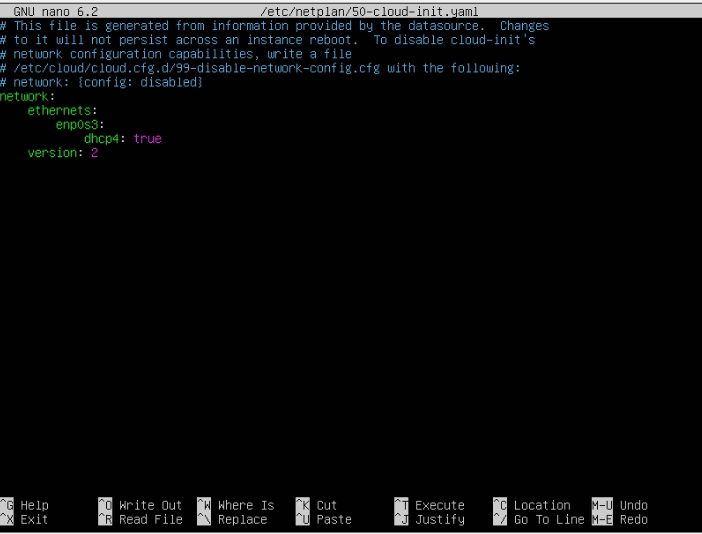 GNU nano 6.2 /etc/netplan/50-cloud-init.yaml
# This file is generated from information provided by the datasource.  Changes
# to it will not persist across an instance reboot.  To disable cloud-init's
# network configuration capabilities, write a file
# /etc/cloud/cloud.cfg.d/99-disable-network-config.cfg with the following:
# network: {config: disabled}
network:
    ethernets:
        enp0s3:
            dhcp4: true
    version: 2
^G Help ^O Write Out ^W Where Is ^K Cut ^T Execute ^C Location M-U Undo
^X Exit ^R Read File ^\ Replace ^U Paste ^J Justify ^/ Go To Line M-E Redo